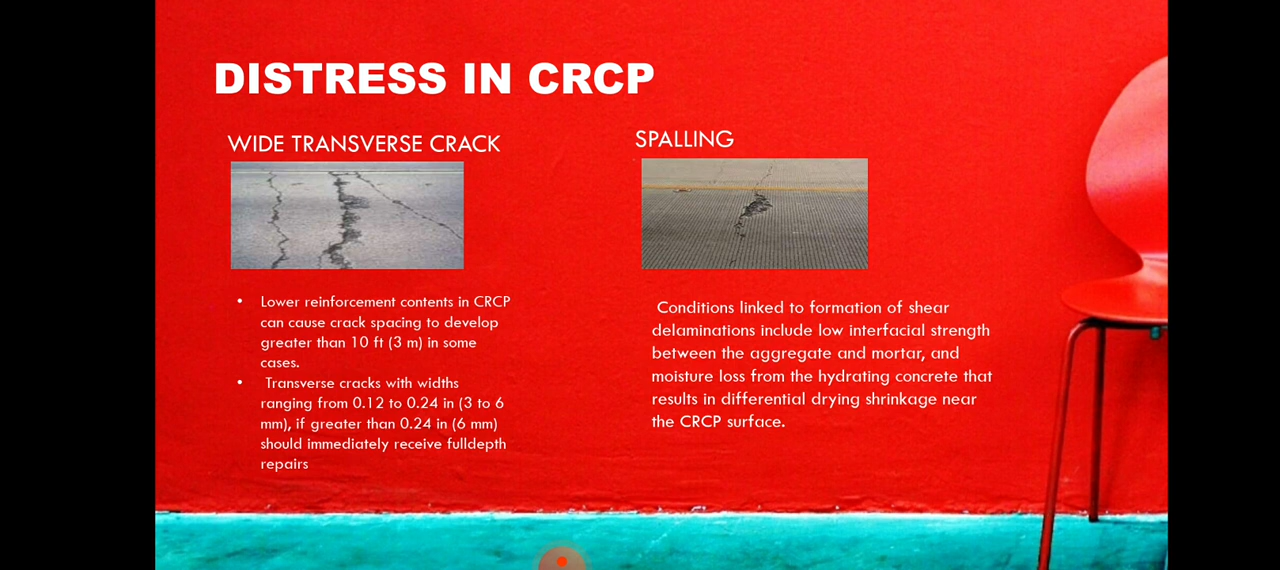 DISTRESS IN CRCP
WIDE TRANSVERSE CRACK
• Lower reinforcement contents in CRCP
can cause crack spacing to develop
greater than 10 ft (3 m) in some
cases.
• Transverse cracks with widths
ranging from 0.12 to 0.24 in (3 to 6
mm), if greater than 0.24 in (6 mm)
should immediately receive fulldepth
repairs
SPALLING
Conditions linked to formation of shear
delaminations include low interfacial strength
between the aggregate and mortar, and
moisture loss from the hydrating concrete that
results in differential drying shrinkage near
the CRCP surface.